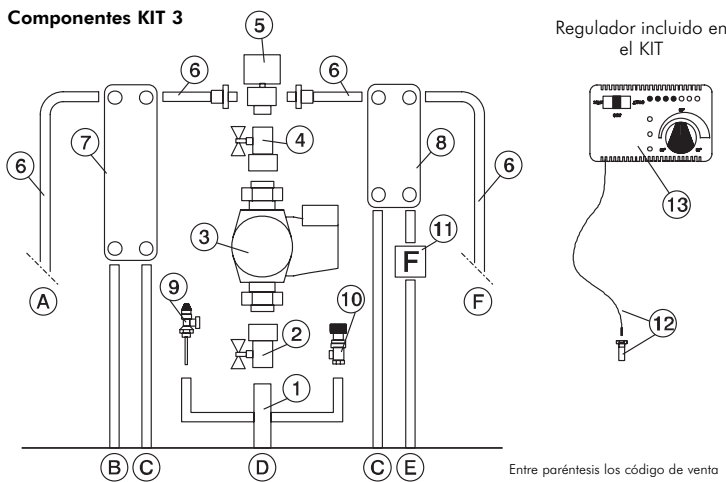 Componentes KIT 3
Regulador incluido en
el KIT
5
6
6
4
7
8
6
6
3
11
F
13
A
9
10
F
12
2
1
B
C
D
C
E
Entre paréntesis los código de venta